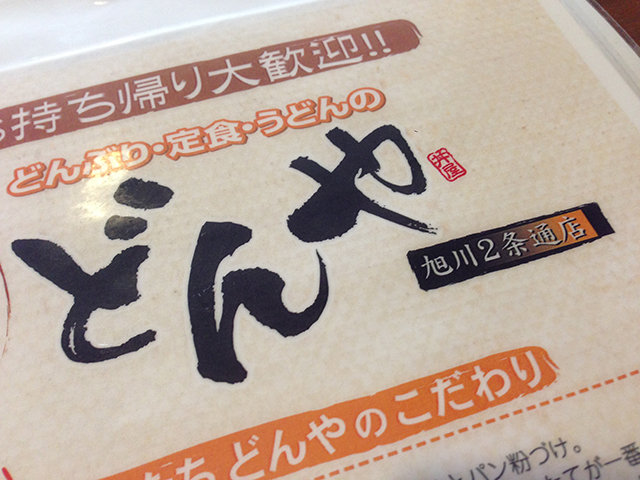 持ち帰り大歓迎!!
どんぶり・定食・うどんの
どんや
丼屋
旭川2条通店
どんやのこだわり
パン粉づけ。
てが一番